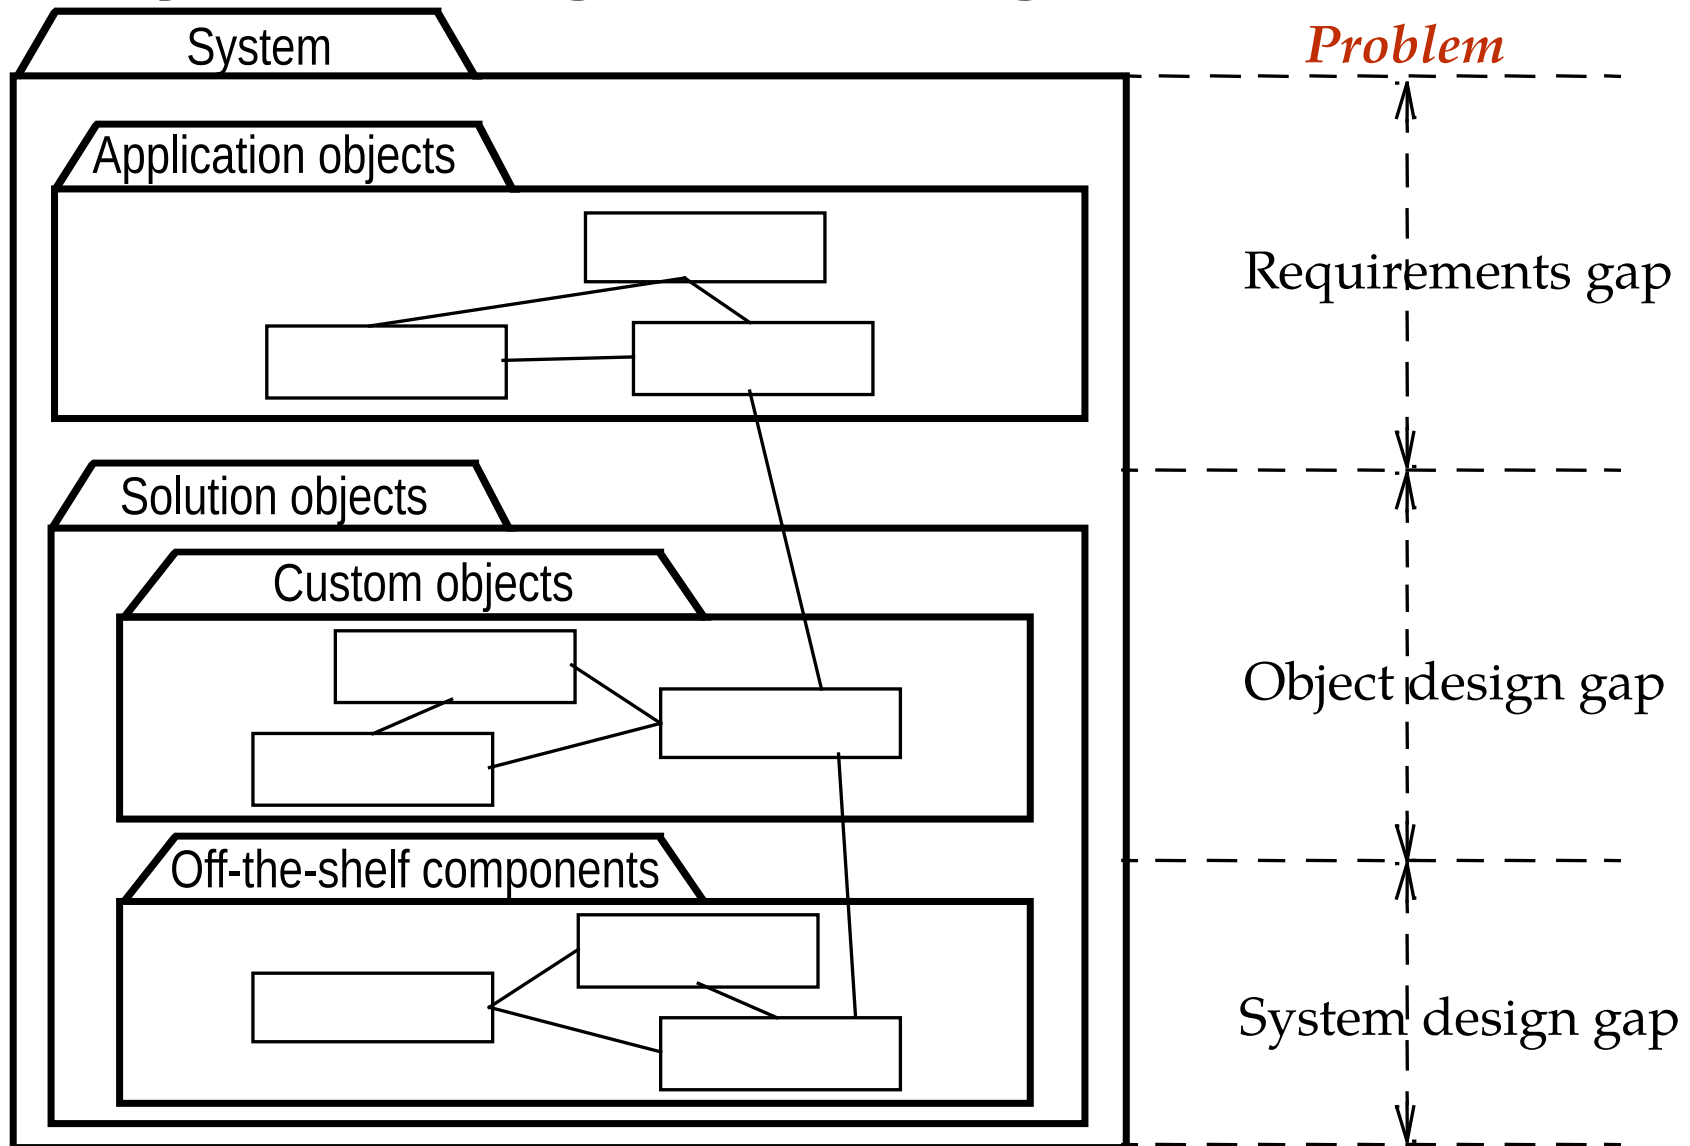 System
Problem
Application objects
Requirements gap
Solution objects
Custom objects
Object design gap
Off-the-shelf components
System design gap